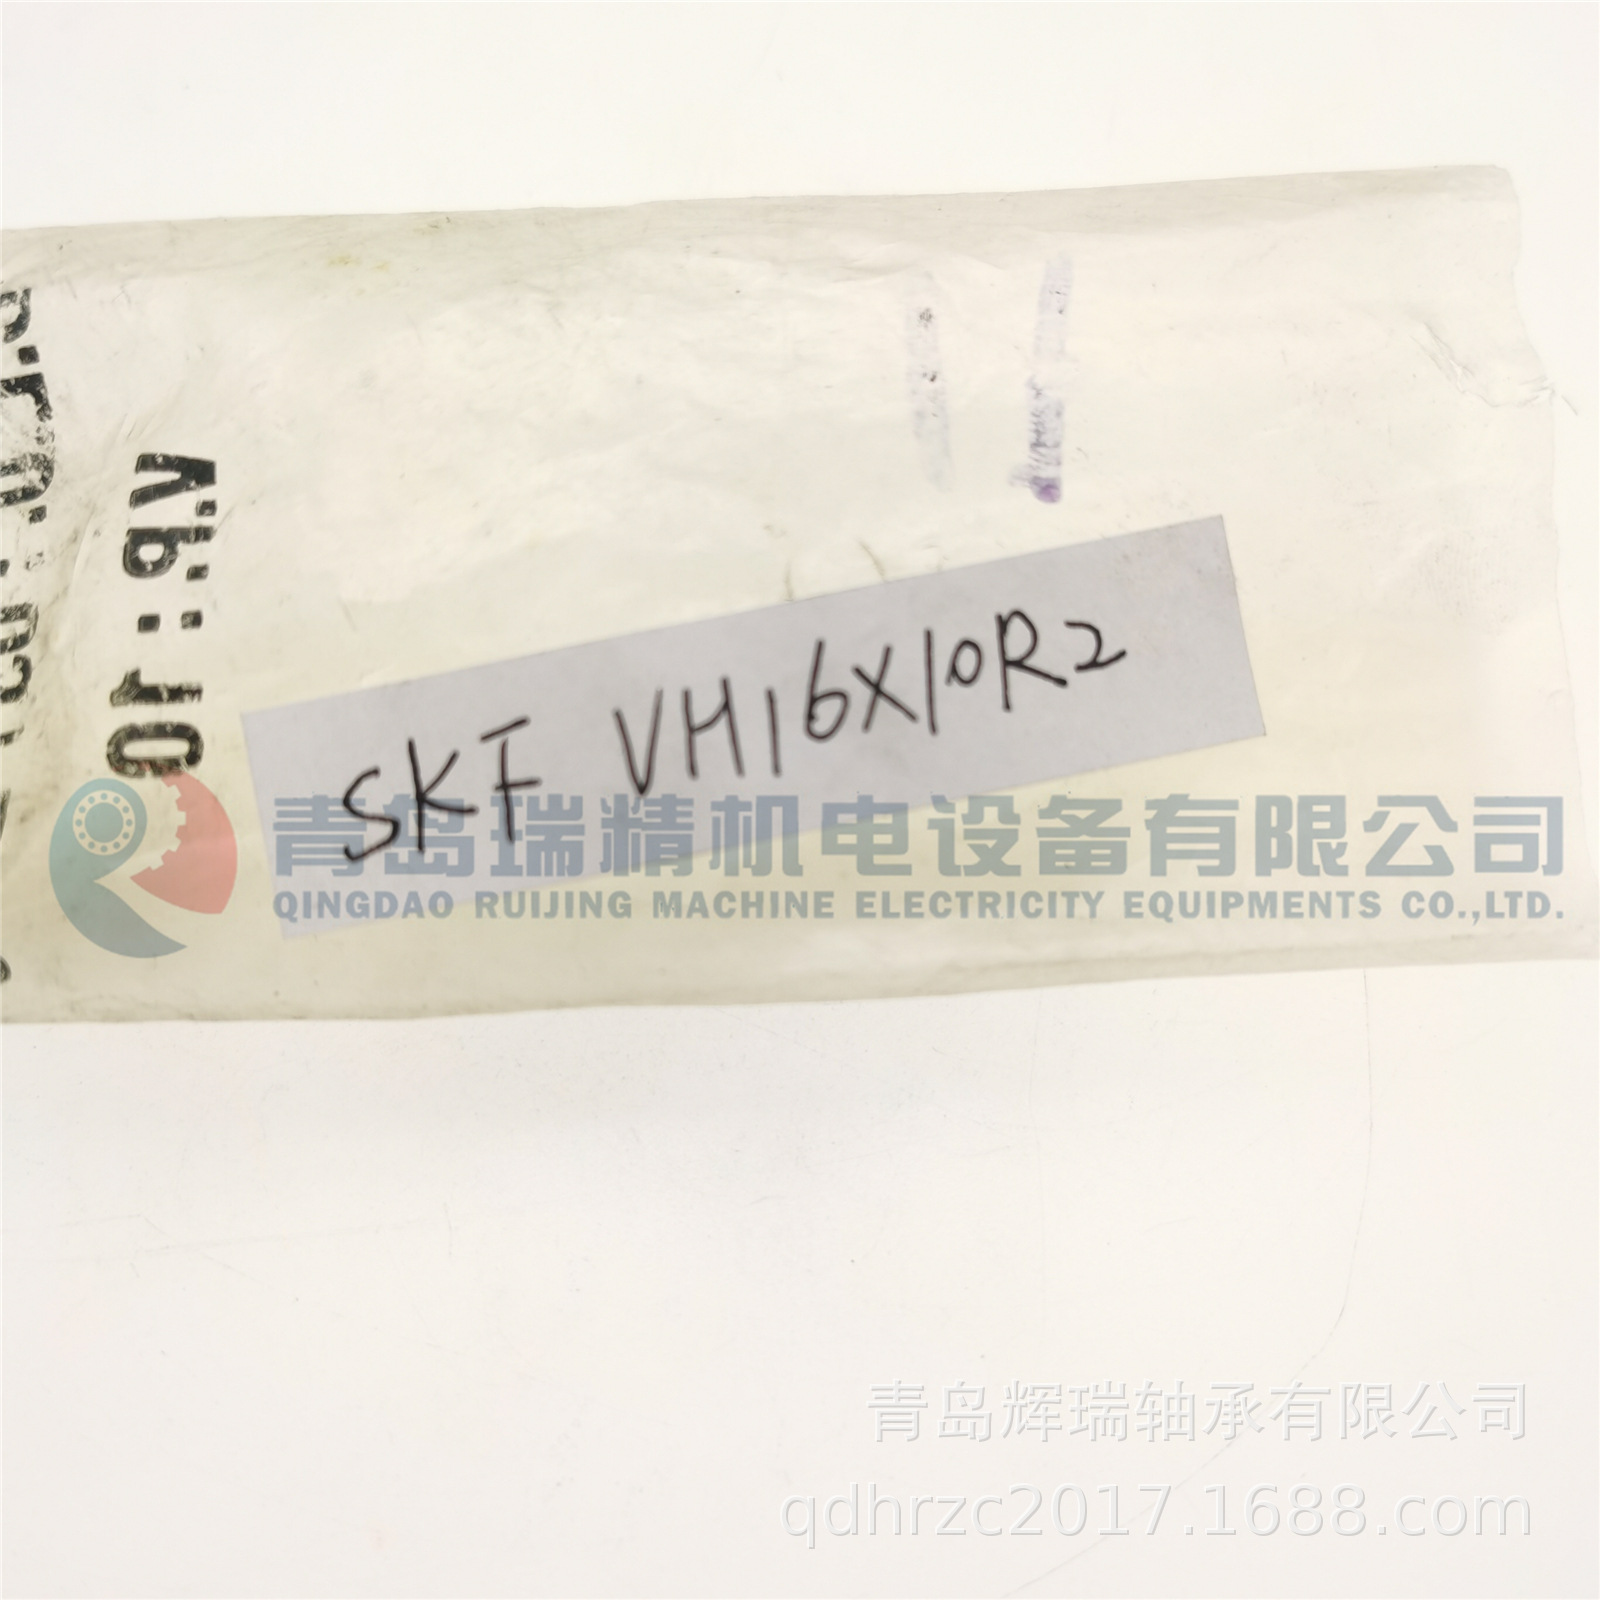 SKF VH16X10R2
青岛瑞精机电设备有限公司
QINGDAO RUIJING MACHINE ELECTRICITY EQUIPMENTS CO.,LTD.
青岛辉瑞轴承有限公司
qdhrzc2017.1688.com